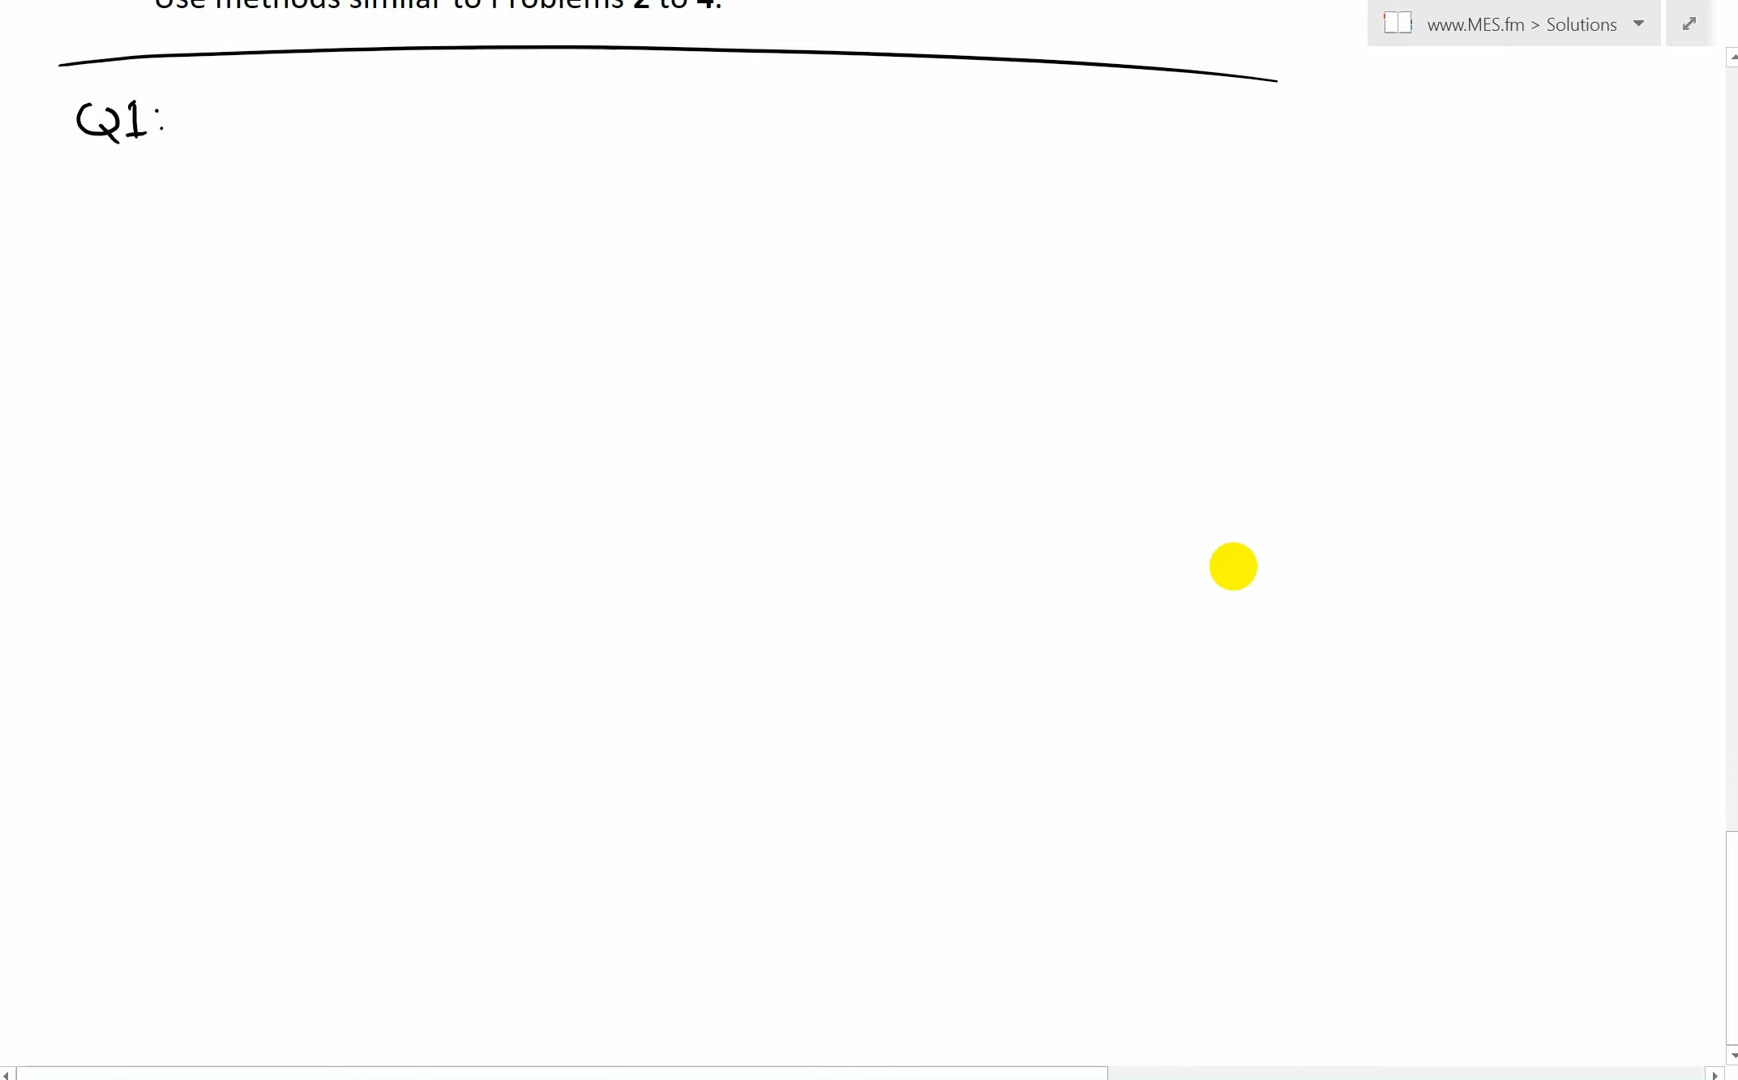 Use methods similar to Problems 2 to 4.
www.MES.fm > Solutions
Q1: